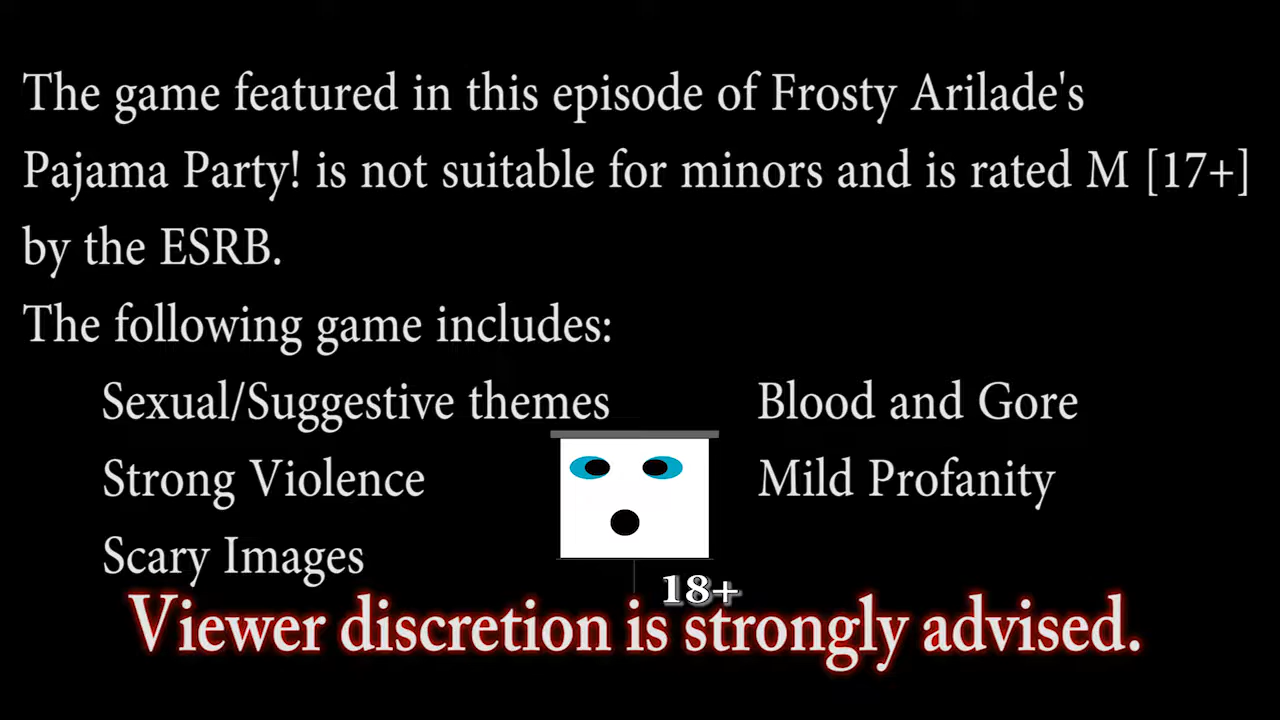 The game featured in this episode of Frosty Arilade's
Pajama Party! is not suitable for minors and is rated M [17+]
by the ESRB.
The following game includes:
Sexual/Suggestive themes Blood and Gore
Strong Violence Mild Profanity
Scary Images
18+
Viewer discretion is strongly advised.